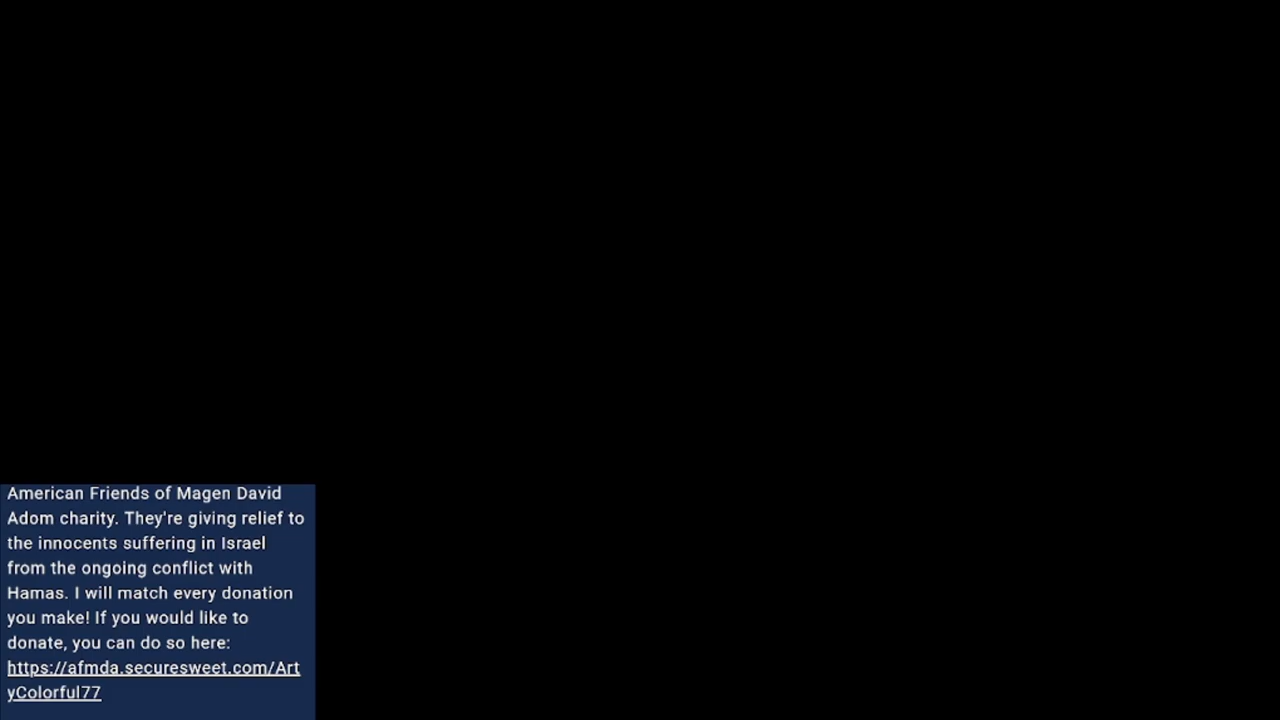 American Friends of Magen David
Adom charity. They're giving relief to
the innocents suffering in Israel
from the ongoing conflict with
Hamas. I will match every donation
you make! If you would like to
donate, you can do so here:
https://afmda.securesweet.com/Art
yColorful77